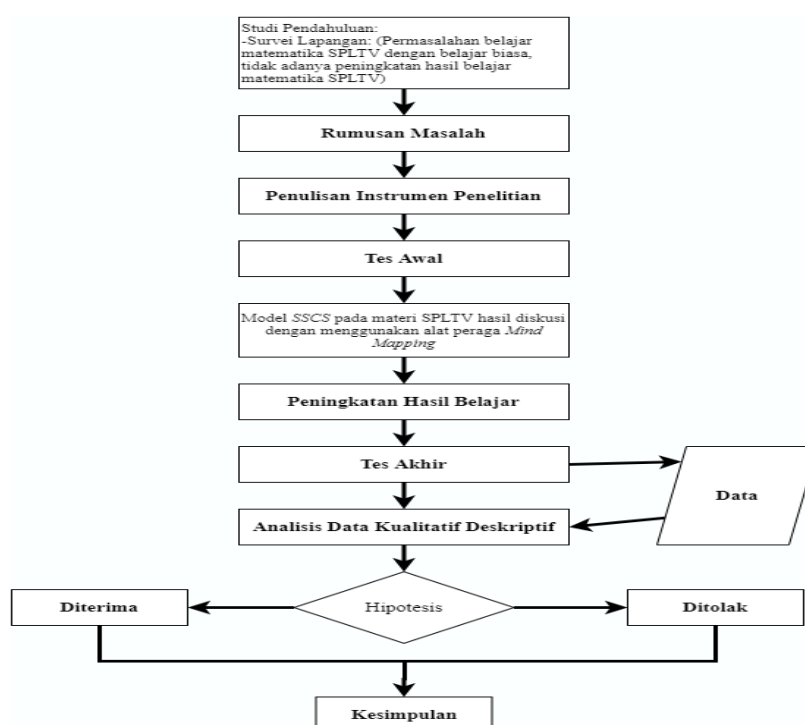 Studi Pendahuluan:
-Survei Lapangan: (Permasalahan belajar
matematika SPLTV dengan belajar biasa,
tidak adanya peningkatan hasil belajar
matematika SPLTV)
Rumusan Masalah
Penulisan Instrumen Penelitian
Tes Awal
Model SSCS pada materi SPLTV hasil diskusi
dengan menggunakan alat peraga Mind
Mapping
Peningkatan Hasil Belajar
Tes Akhir
Data
Analisis Data Kualitatif Deskriptif
Diterima
Hipotesis
Ditolak
Kesimpulan